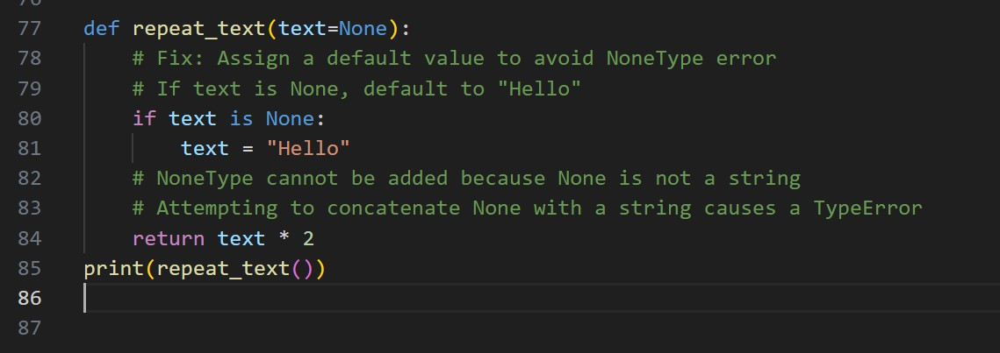 76
77 def repeat_text(text=None):
78     # Fix: Assign a default value to avoid NoneType error
79     # If text is None, default to "Hello"
80     if text is None:
81         text = "Hello"
82     # NoneType cannot be added because None is not a string
83     # Attempting to concatenate None with a string causes a TypeError
84     return text * 2
85 print(repeat_text())
86
87